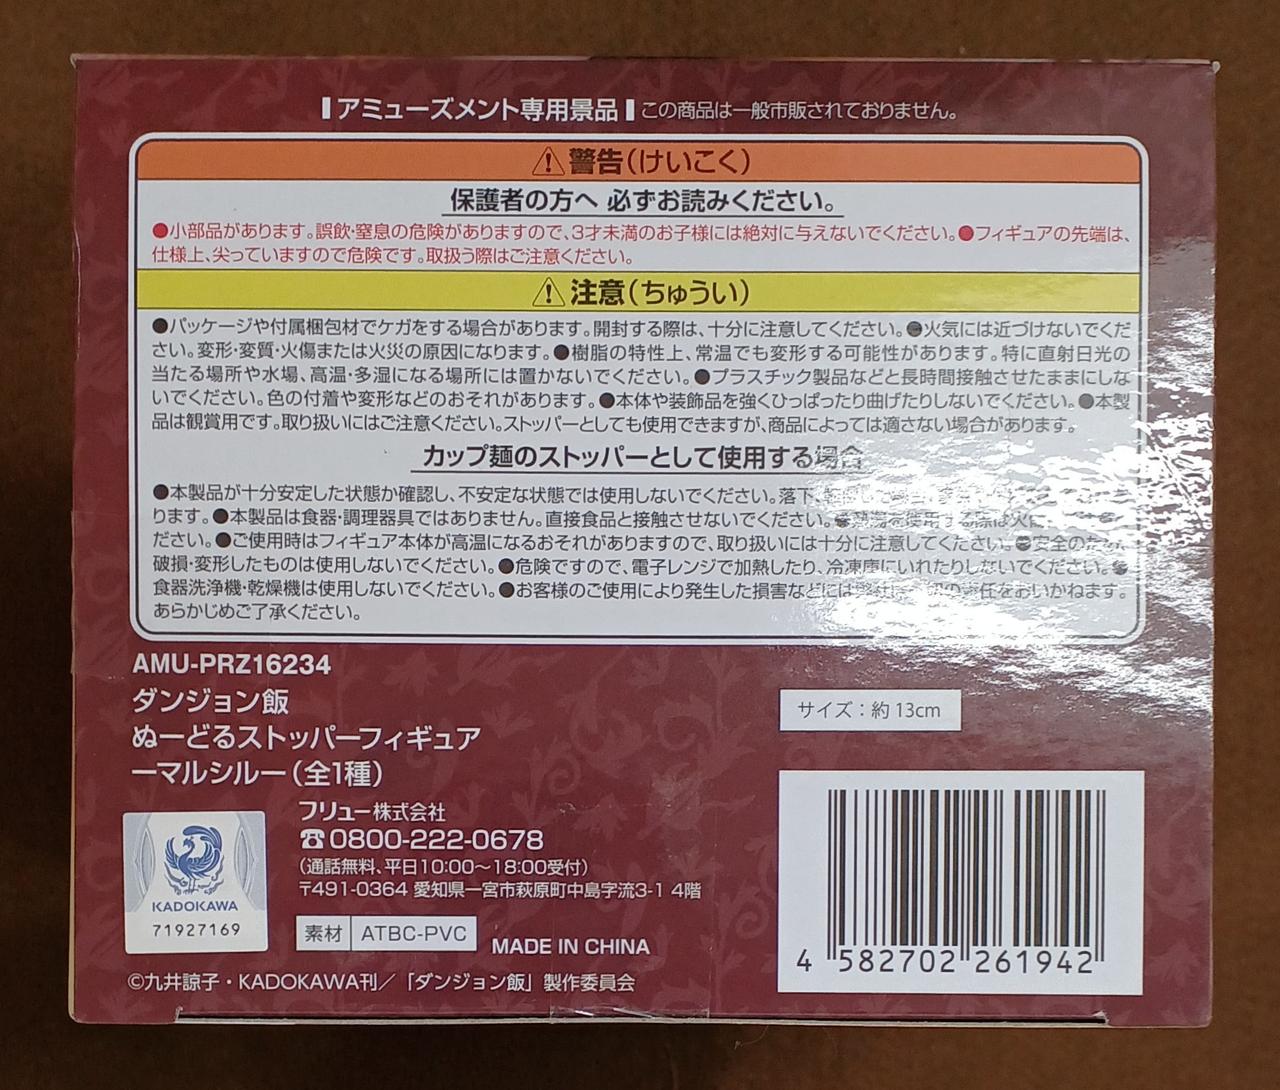 アミューズメント専用景品 この商品は一般市販されておりません。
⚠警告(けいこく)
保護者の方へ 必ずお読みください。
●小部品があります。誤飲・窒息の危険がありますので、3才未満のお子様には絶対に与えないでください。●フィギュアの先端は、
仕様上、尖っていますので危険です。取扱う際はご注意ください。
⚠注意(ちゅうい)
●パッケージや付属梱包材でケガをする場合があります。開封する際は、十分に注意してください。●火気には近づけないでくだ
さい。変形・変質・火傷または火災の原因になります。●樹脂の特性上、常温でも変形する可能性があります。特に直射日光の
当たる場所や水場、高温・多湿になる場所には置かないでください。●プラスチック製品などと長時間接触させたままにしな
いでください。色の付着や変形などのおそれがあります。●本体や装飾品を強くひっぱったり曲げたりしないでください。●本製
品は観賞用です。取り扱いにはご注意ください。ストッパーとしても使用できますが、商品によっては適さない場合があります。
カップ麺のストッパーとして使用する場合
●本製品が十分安定した状態か確認し、不安定な状態では使用しないでください。落下、
ります。●本製品は食器・調理器具ではありません。直接食品と接触させないでください。●熱湯を使用する際は火
ださい。●ご使用時はフィギュア本体が高温になるおそれがありますので、取り扱いには十分に注意してください。●安全のため、
破損・変形したものは使用しないでください。●危険ですので、電子レンジで加熱したり、冷凍庫にいれたりしないでください。●
食器洗浄機・乾燥機は使用しないでください。●お客様のご使用により発生した損害などには の責任をおいかねます。
あらかじめご了承ください。
AMU-PRZ16234
ダンジョン飯
ぬーどるストッパーフィギュア
ーマルシルー(全1種)
サイズ：約13cm
フリュー株式会社
☎0800-222-0678
(通話無料、平日10:00〜18:00受付)
〒491-0364 愛知県一宮市萩原町中島字流3-1 4階
KADOKAWA
71927169
素材 ATBC-PVC
MADE IN CHINA
4 582702 261942
©九井諒子・KADOKAWA刊／「ダンジョン飯」製作委員会